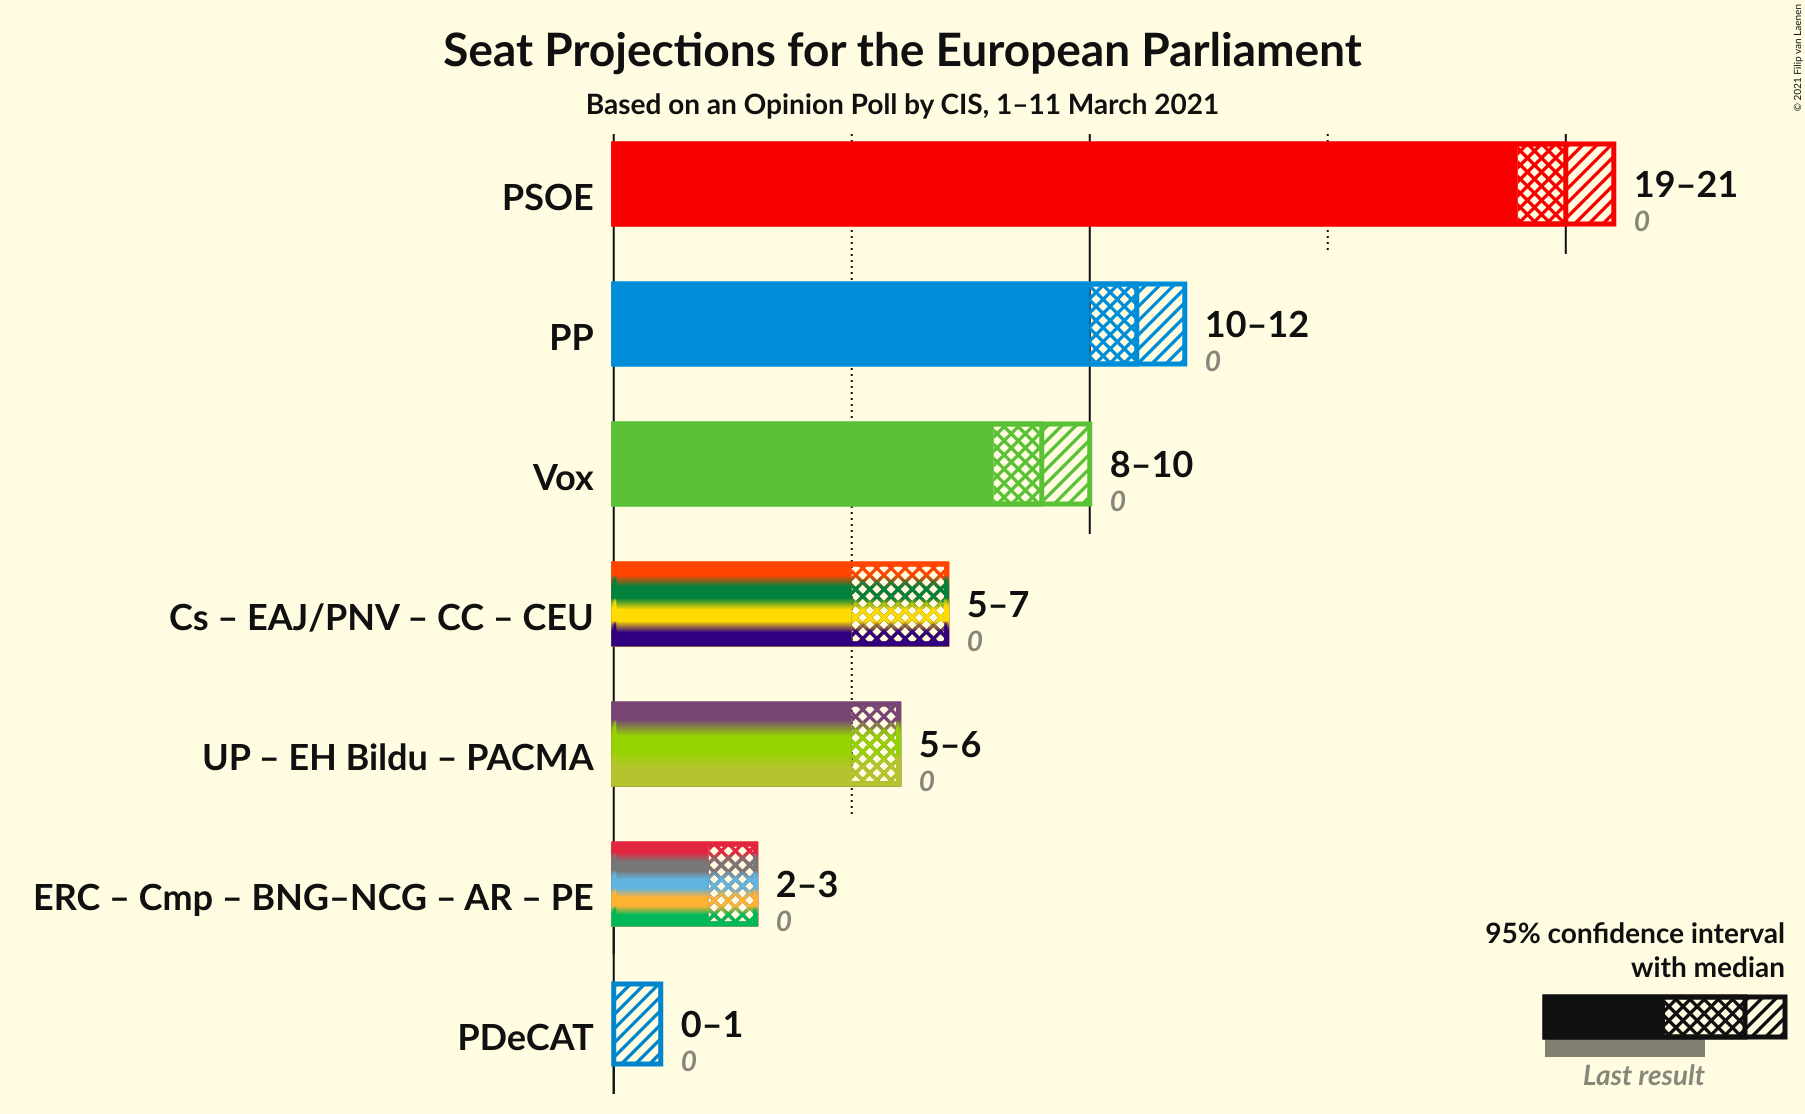 Seat Projections for the European Parliament
Based on an Opinion Poll by CIS, 1–11 March 2021
© 2021 Filip van Laenen
PSOE
19–21
0
PP
10–12
0
Vox
8–10
0
Cs – EAJ/PNV – CC – CEU
5–7
0
UP – EH Bildu – PACMA
5–6
0
ERC – Cmp – BNG–NCG – AR – PE
2–3
0
PDeCAT
0–1
0
95% confidence interval
with median
Last result